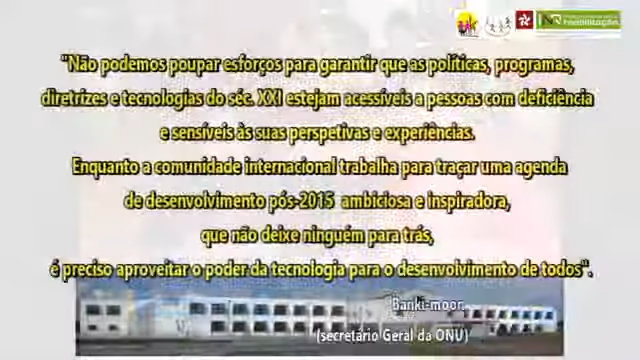 "Não podemos poupar esforços para garantir que as políticas, programas,
diretrizes e tecnologias do séc. XXI estejam acessíveis a pessoas com deficiência
e sensíveis às suas perspetivas e experiências.
Enquanto a comunidade internacional trabalha para traçar uma agenda
de desenvolvimento pós-2015 ambiciosa e inspiradora,
que não deixe ninguém para trás,
é preciso aproveitar o poder da tecnologia para o desenvolvimento de todos".
Banki-moor.
(secretário Geral da ONU)